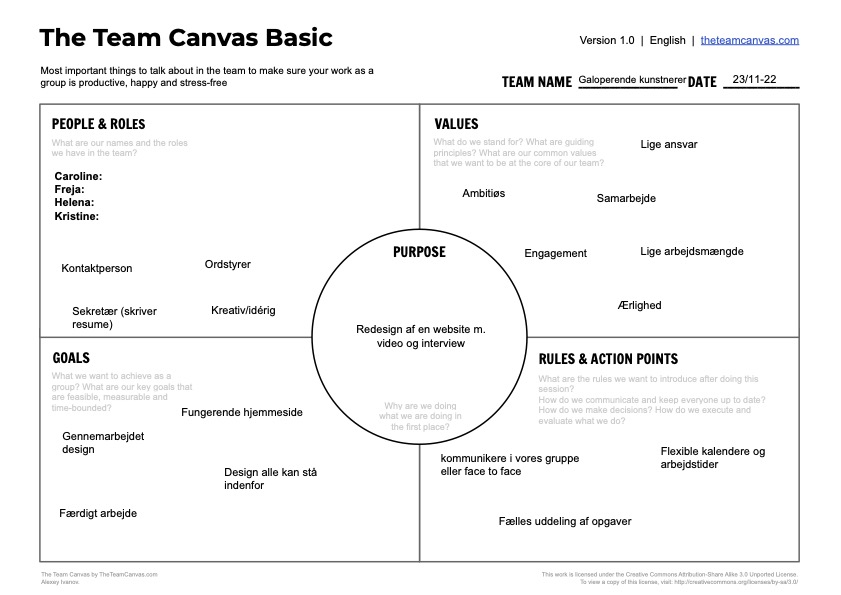 The Team Canvas Basic
Version 1.0 | English | theteamcanvas.com
Most important things to talk about in the team to make sure your work as a
group is productive, happy and stress-free
TEAM NAME Galoperende kunstnerer DATE 23/11-22
PEOPLE & ROLES
What are our names and the roles
we have in the team?
Caroline:
Freja:
Helena:
Kristine:
Kontaktperson
Ordstyrer
Sekretær (skriver
resume)
Kreativ/idérig
VALUES
What do we stand for? What are guiding
principles? What are our common values
that we want to be at the core of our team?
Lige ansvar
Ambitiøs
Samarbejde
Engagement
Lige arbejdsmængde
Ærlighed
PURPOSE
Redesign af en website m.
video og interview
Why are we doing
what we are doing in
the first place?
GOALS
What we want to achieve as a
group? What are our key goals that
are feasible, measurable and
time-bounded?
Fungerende hjemmeside
Gennemarbejdet
design
Design alle kan stå
indenfor
Færdigt arbejde
RULES & ACTION POINTS
What are the rules we want to introduce after doing this
session?
How do we communicate and keep everyone up to date?
How do we make decisions? How do we execute and
evaluate what we do?
kommunikere i vores gruppe
eller face to face
Flexible kalendere og
arbejdstider
Fælles uddeling af opgaver
The Team Canvas by TheTeamCanvas.com
Alexey Ivanov.
This work is licensed under the Creative Commons Attribution-Share Alike 3.0 Unported License.
To view a copy of this license, visit: http://creativecommons.org/licenses/by-sa/3.0/